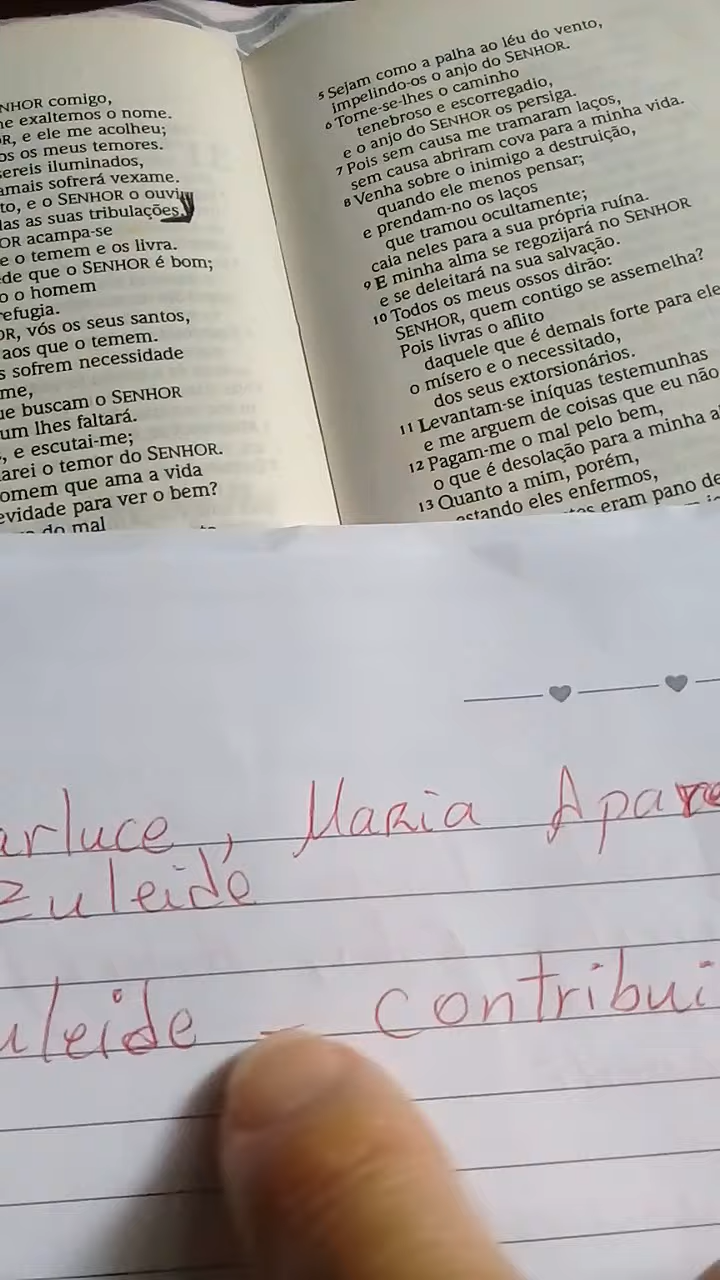 NHOR comigo,
exaltemos o nome.
R, e ele me acolheu;
os meus temores.
sereis iluminados,
amais sofrerá vexame.
to, e o SENHOR o ouviu
las as suas tribulações.
OR acampa-se
e o temem e os livra.
de que o SENHOR é bom;
o o homem
refugia.
OR, vós os seus santos,
aos que o temem.
s sofrem necessidade
me,
ue buscam o SENHOR
um lhes faltará.
, e escutai-me;
arei o temor do SENHOR.
omem que ama a vida
evidade para ver o bem?
do mal
5 Sejam como a palha ao léu do vento,
impelindo-os o anjo do SENHOR.
6 Torne-se-lhes o caminho
tenebroso e escorregadio,
e o anjo do SENHOR os persiga.
7 Pois sem causa me tramaram laços,
sem causa abriram cova para a minha vida.
8 Venha sobre o inimigo a destruição,
quando ele menos pensar;
e prendam-no os laços
que tramou ocultamente;
caia neles para a sua própria ruína.
9 E minha alma se regozijará no SENHOR
e se deleitará na sua salvação.
10 Todos os meus ossos dirão:
SENHOR, quem contigo se assemelha?
Pois livras o aflito
daquele que é demais forte para ele
o mísero e o necessitado,
dos seus extorsionários.
11 Levantam-se iníquas testemunhas
e me arguem de coisas que eu não
12 Pagam-me o mal pelo bem,
o que é desolação para a minha a
13 Quanto a mim, porém,
estando eles enfermos,
eram pano de
arluce, Maria Apare
zuleide
uleide - contribui